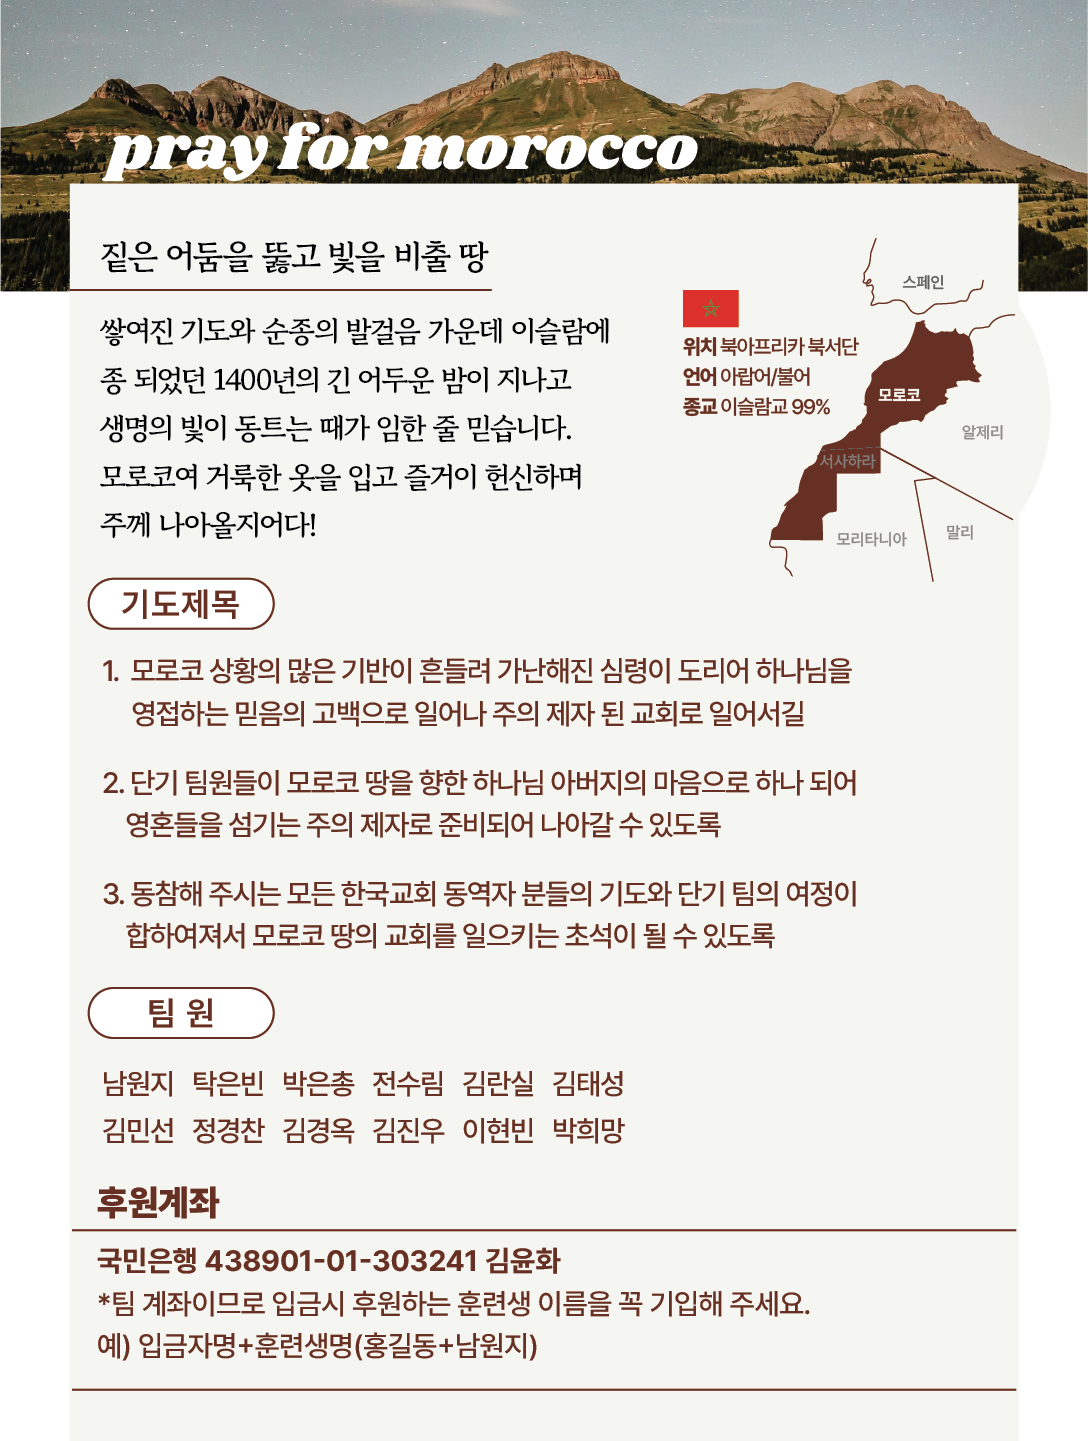 pray for morocco
짙은 어둠을 뚫고 빛을 비출 땅
쌓여진 기도와 순종의 발걸음 가운데 이슬람에
종 되었던 1400년의 긴 어두운 밤이 지나고
생명의 빛이 동트는 때가 임한 줄 믿습니다.
모로코여 거룩한 옷을 입고 즐거이 헌신하며
주께 나아올지어다!
위치 북아프리카 북서단
언어 아랍어/불어
종교 이슬람교 99%
스페인
모로코
알제리
서사하라
모리타니아
말리
기도제목
1. 모로코 상황의 많은 기반이 흔들려 가난해진 심령이 도리어 하나님을
영접하는 믿음의 고백으로 일어나 주의 제자 된 교회로 일어서길
2. 단기 팀원들이 모로코 땅을 향한 하나님 아버지의 마음으로 하나 되어
영혼들을 섬기는 주의 제자로 준비되어 나아갈 수 있도록
3. 동참해 주시는 모든 한국교회 동역자 분들의 기도와 단기 팀의 여정이
합하여져서 모로코 땅의 교회를 일으키는 초석이 될 수 있도록
팀 원
남원지 탁은빈 박은총 전수림 김란실 김태성
김민선 정경찬 김경옥 김진우 이현빈 박희망
후원계좌
국민은행 438901-01-303241 김윤화
*팀 계좌이므로 입금시 후원하는 훈련생 이름을 꼭 기입해 주세요.
예) 입금자명+훈련생명(홍길동+남원지)